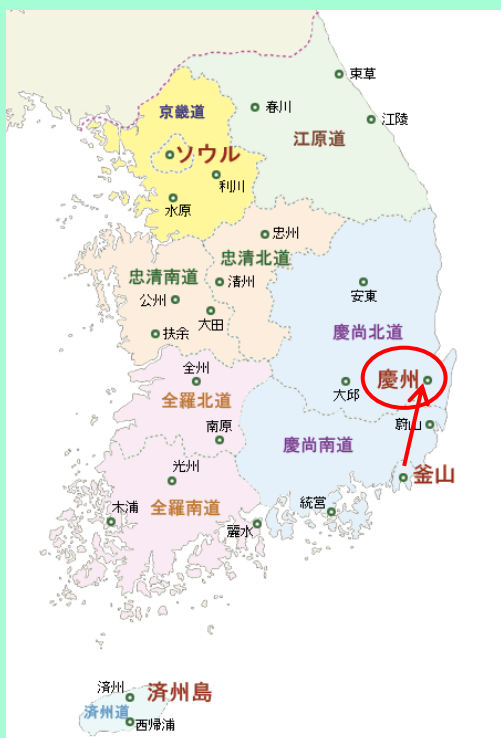 束草
京畿道
春川
江陵
江原道
ソウル
利川
水原
忠州
忠清北道
忠清南道
清州
安東
公州
大田
扶余
慶尚北道
全州
慶州
大邱
全羅北道
蔚山
南原
慶尚南道
光州
釜山
全羅南道
統営
木浦
麗水
済州
済州島
済州道
西帰浦